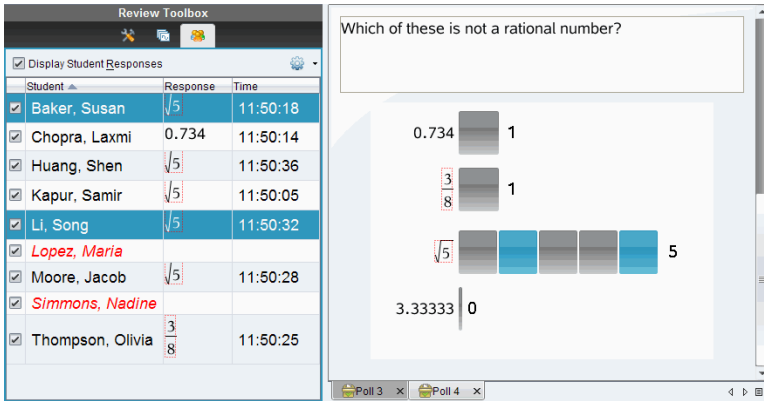 Review Toolbox
Display Student Responses
Student Response Time
Baker, Susan √5 11:50:18
Chopra, Laxmi 0.734 11:50:14
Huang, Shen √5 11:50:36
Kapur, Samir √5 11:50:05
Li, Song √5 11:50:32
Lopez, Maria
Moore, Jacob √5 11:50:28
Simmons, Nadine
Thompson, Olivia 3/8 11:50:25
Which of these is not a rational number?
0.734 1
3/8 1
√5 5
3.33333 0
Poll 3 Poll 4